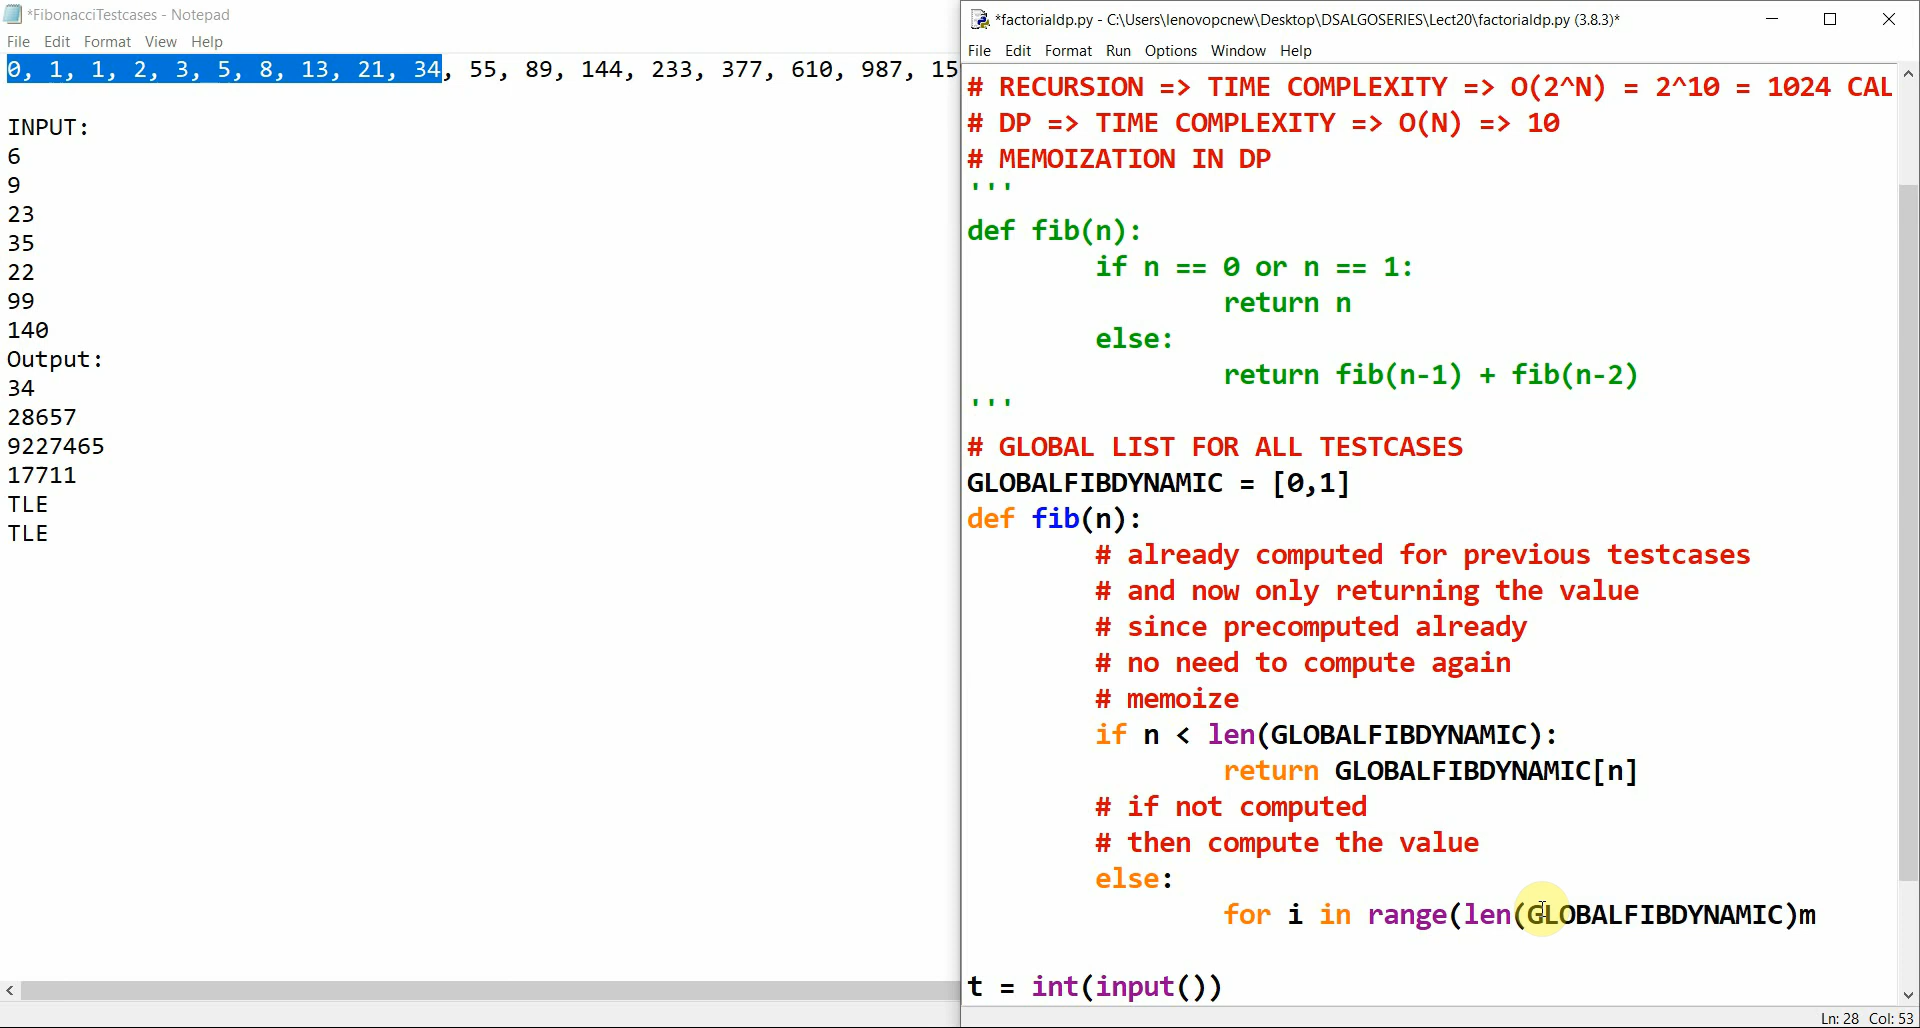 *FibonacciTestcases - Notepad
File Edit Format View Help
0, 1, 1, 2, 3, 5, 8, 13, 21, 34, 55, 89, 144, 233, 377, 610, 987, 15
INPUT:
6
9
23
35
22
99
140
Output:
34
28657
9227465
17711
TLE
TLE
*factorialdp.py - C:\Users\lenovopcnew\Desktop\DSALGOSERIES\Lect20\factorialdp.py (3.8.3)*
File Edit Format Run Options Window Help
# RECURSION => TIME COMPLEXITY => O(2^N) = 2^10 = 1024 CAL
# DP => TIME COMPLEXITY => O(N) => 10
# MEMOIZATION IN DP
'''
def fib(n):
if n == 0 or n == 1:
return n
else:
return fib(n-1) + fib(n-2)
'''
# GLOBAL LIST FOR ALL TESTCASES
GLOBALFIBDYNAMIC = [0,1]
def fib(n):
# already computed for previous testcases
# and now only returning the value
# since precomputed already
# no need to compute again
# memoize
if n < len(GLOBALFIBDYNAMIC):
return GLOBALFIBDYNAMIC[n]
# if not computed
# then compute the value
else:
for i in range(len(GLOBALFIBDYNAMIC)m
t = int(input())
Ln: 28 Col: 53